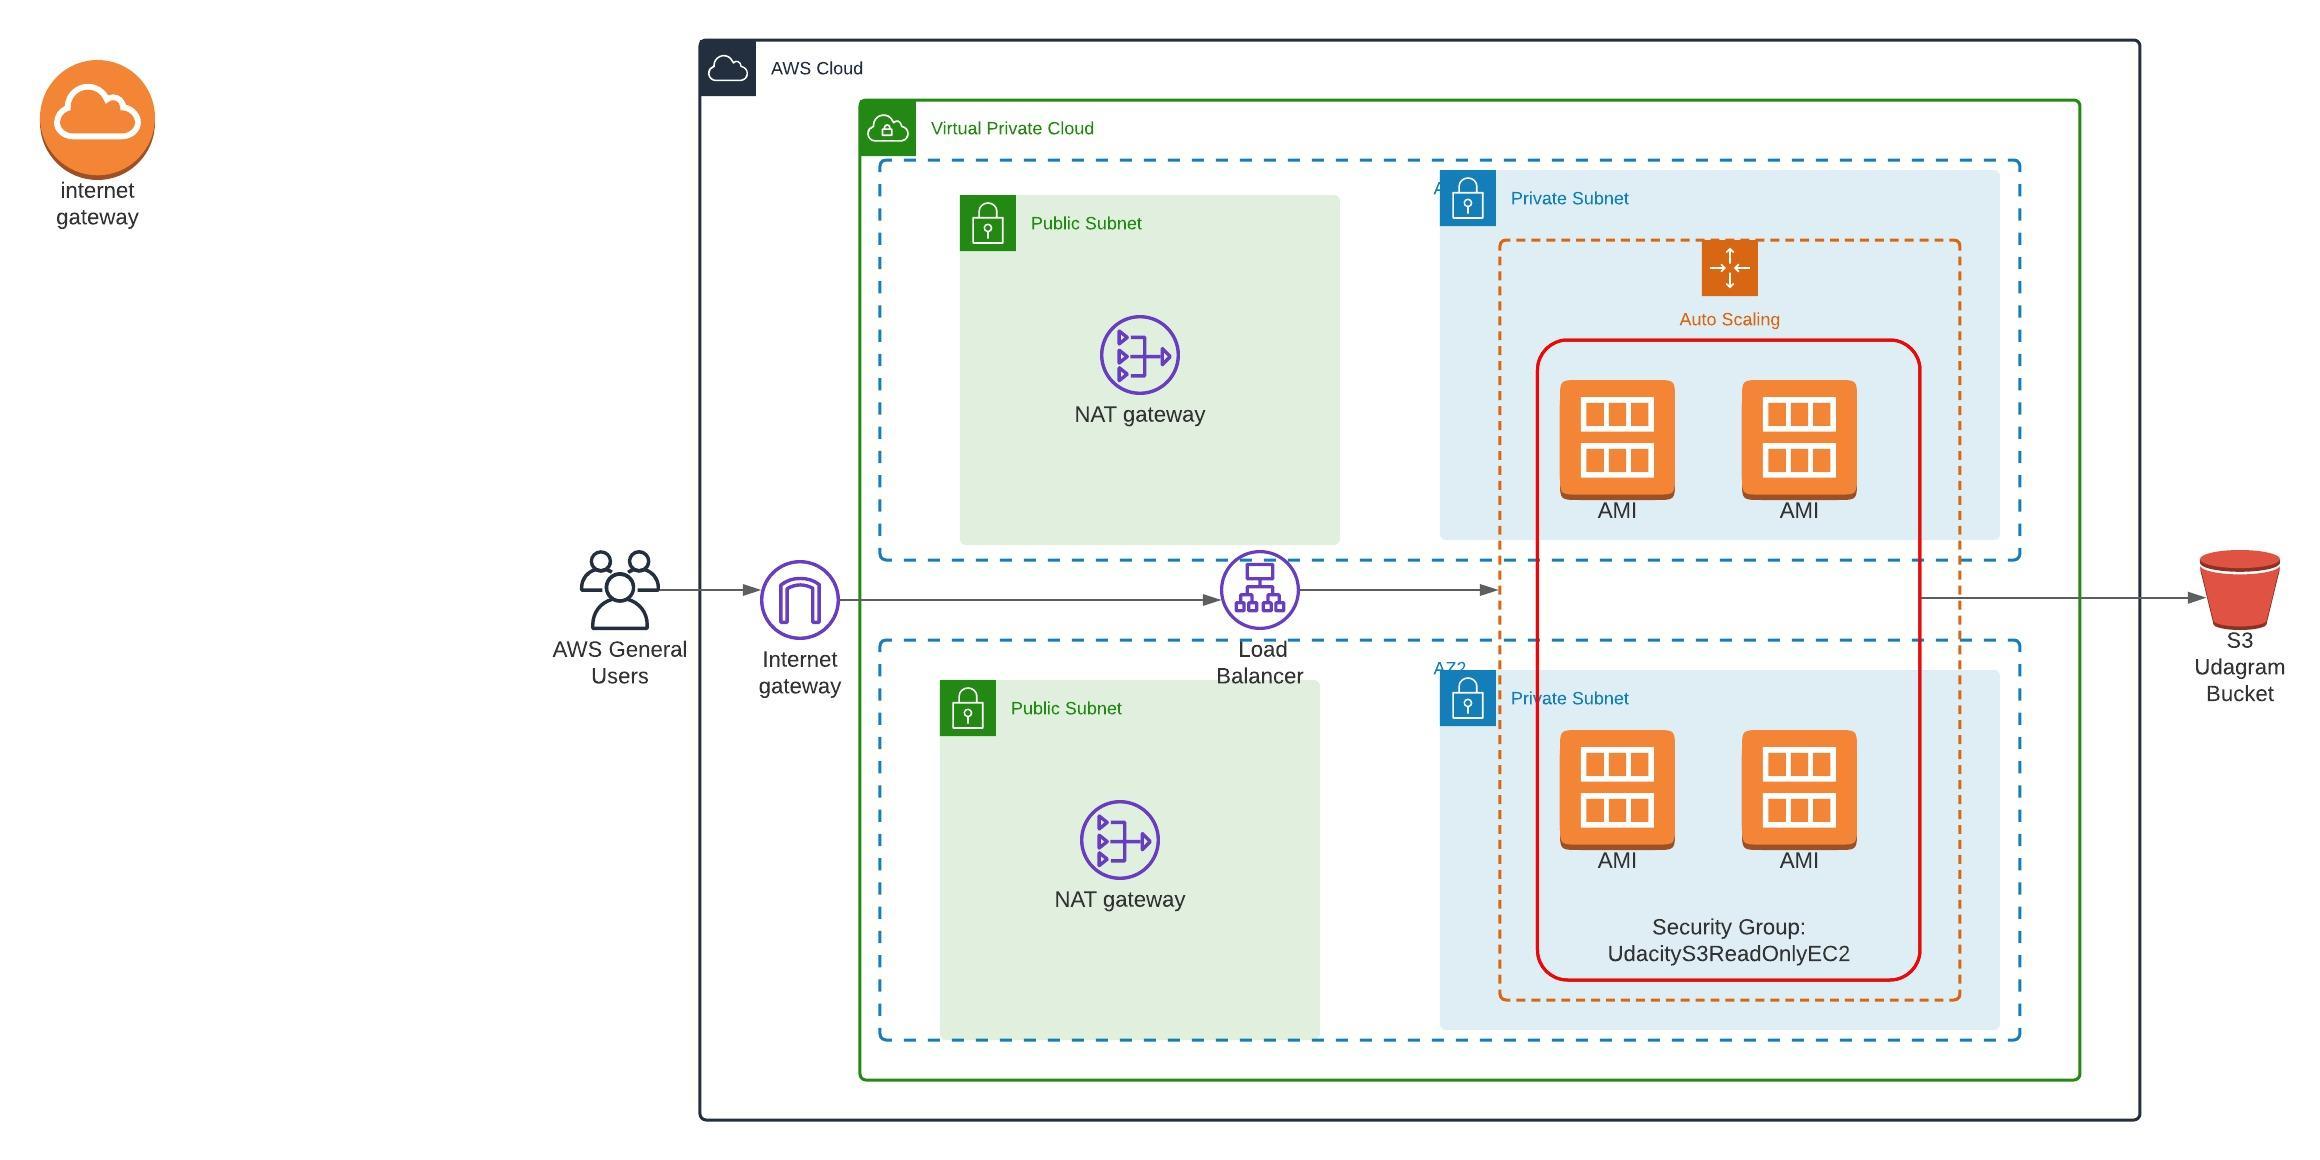 AWS Cloud
internet
gateway
Virtual Private Cloud
Public Subnet
Private Subnet
Auto Scaling
NAT gateway
AMI
AMI
AWS General
Users
Internet
gateway
Load
Balancer
S3
Udagram
Bucket
AZ2
Public Subnet
Private Subnet
NAT gateway
AMI
AMI
Security Group:
UdacityS3ReadOnlyEC2